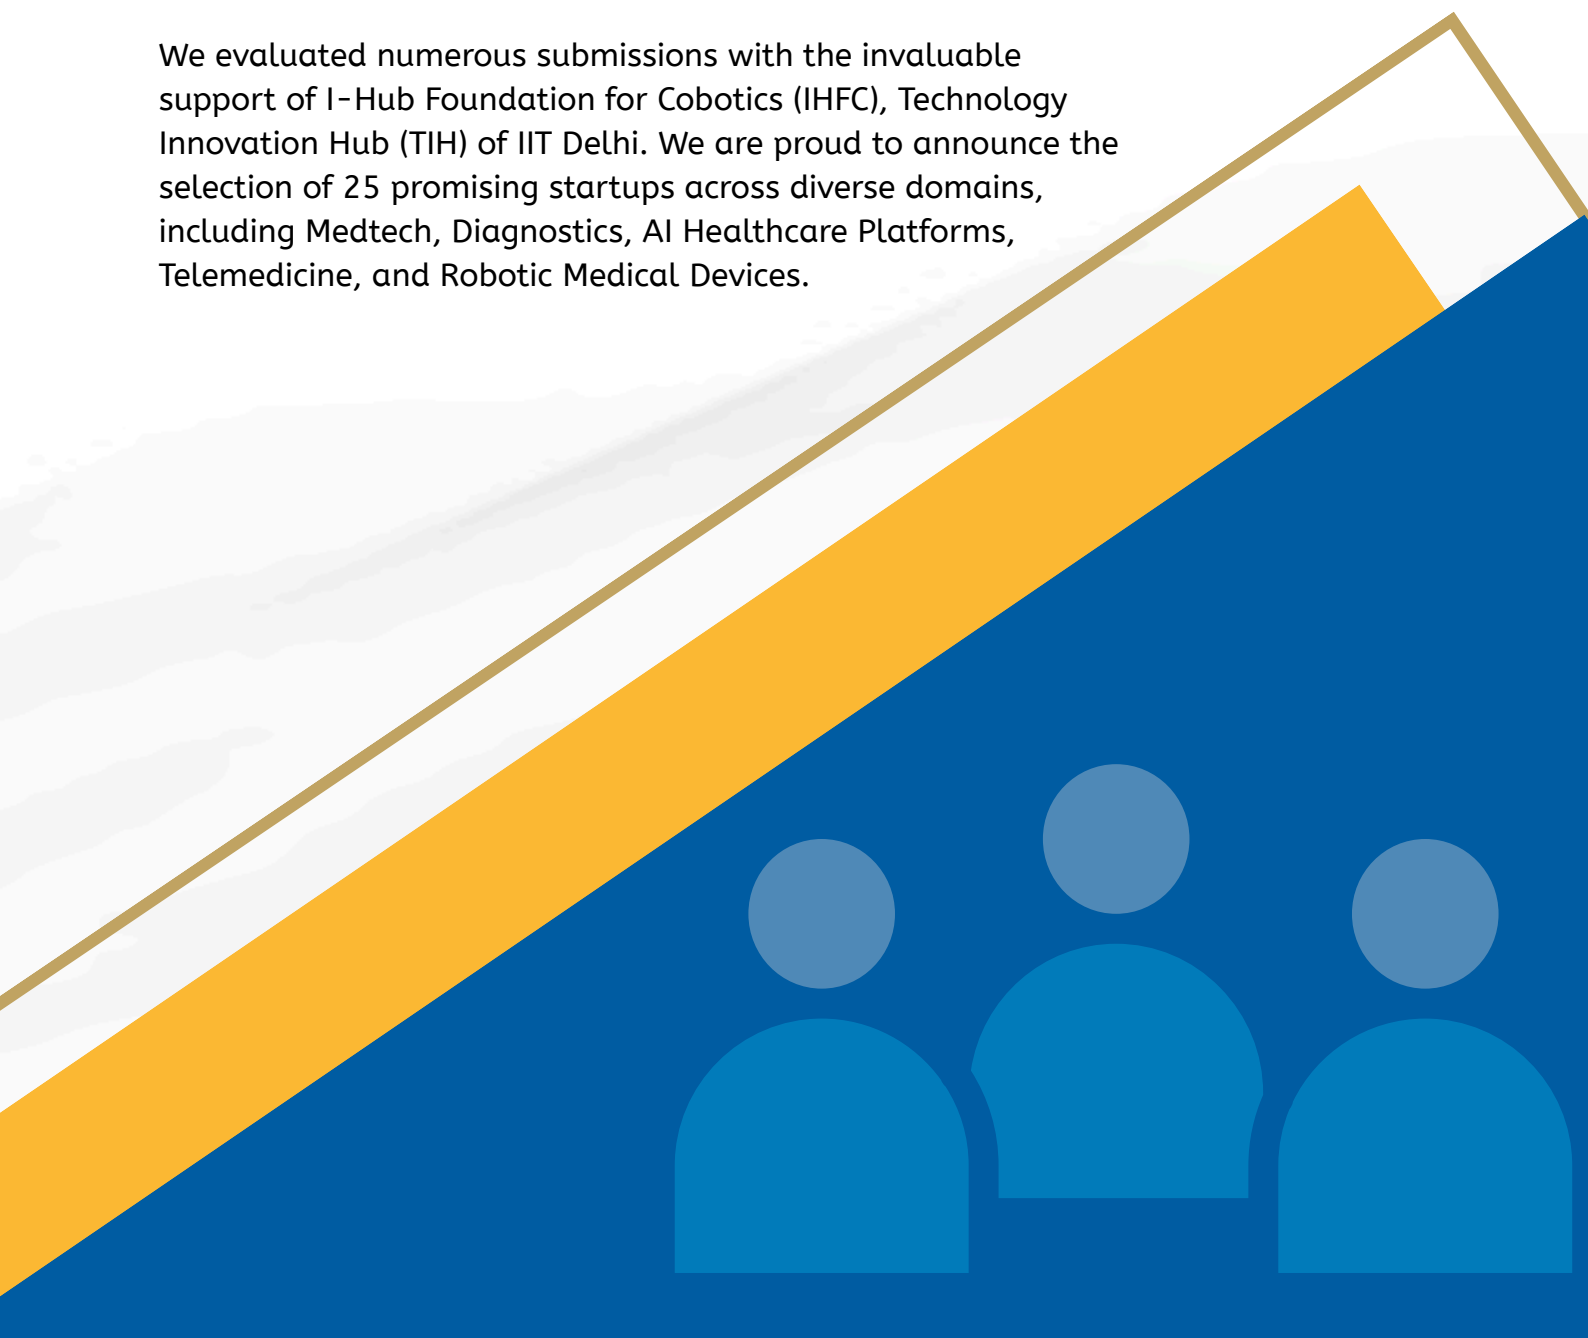 We evaluated numerous submissions with the invaluable
support of I-Hub Foundation for Cobotics (IHFC), Technology
Innovation Hub (TIH) of IIT Delhi. We are proud to announce the
selection of 25 promising startups across diverse domains,
including Medtech, Diagnostics, AI Healthcare Platforms,
Telemedicine, and Robotic Medical Devices.